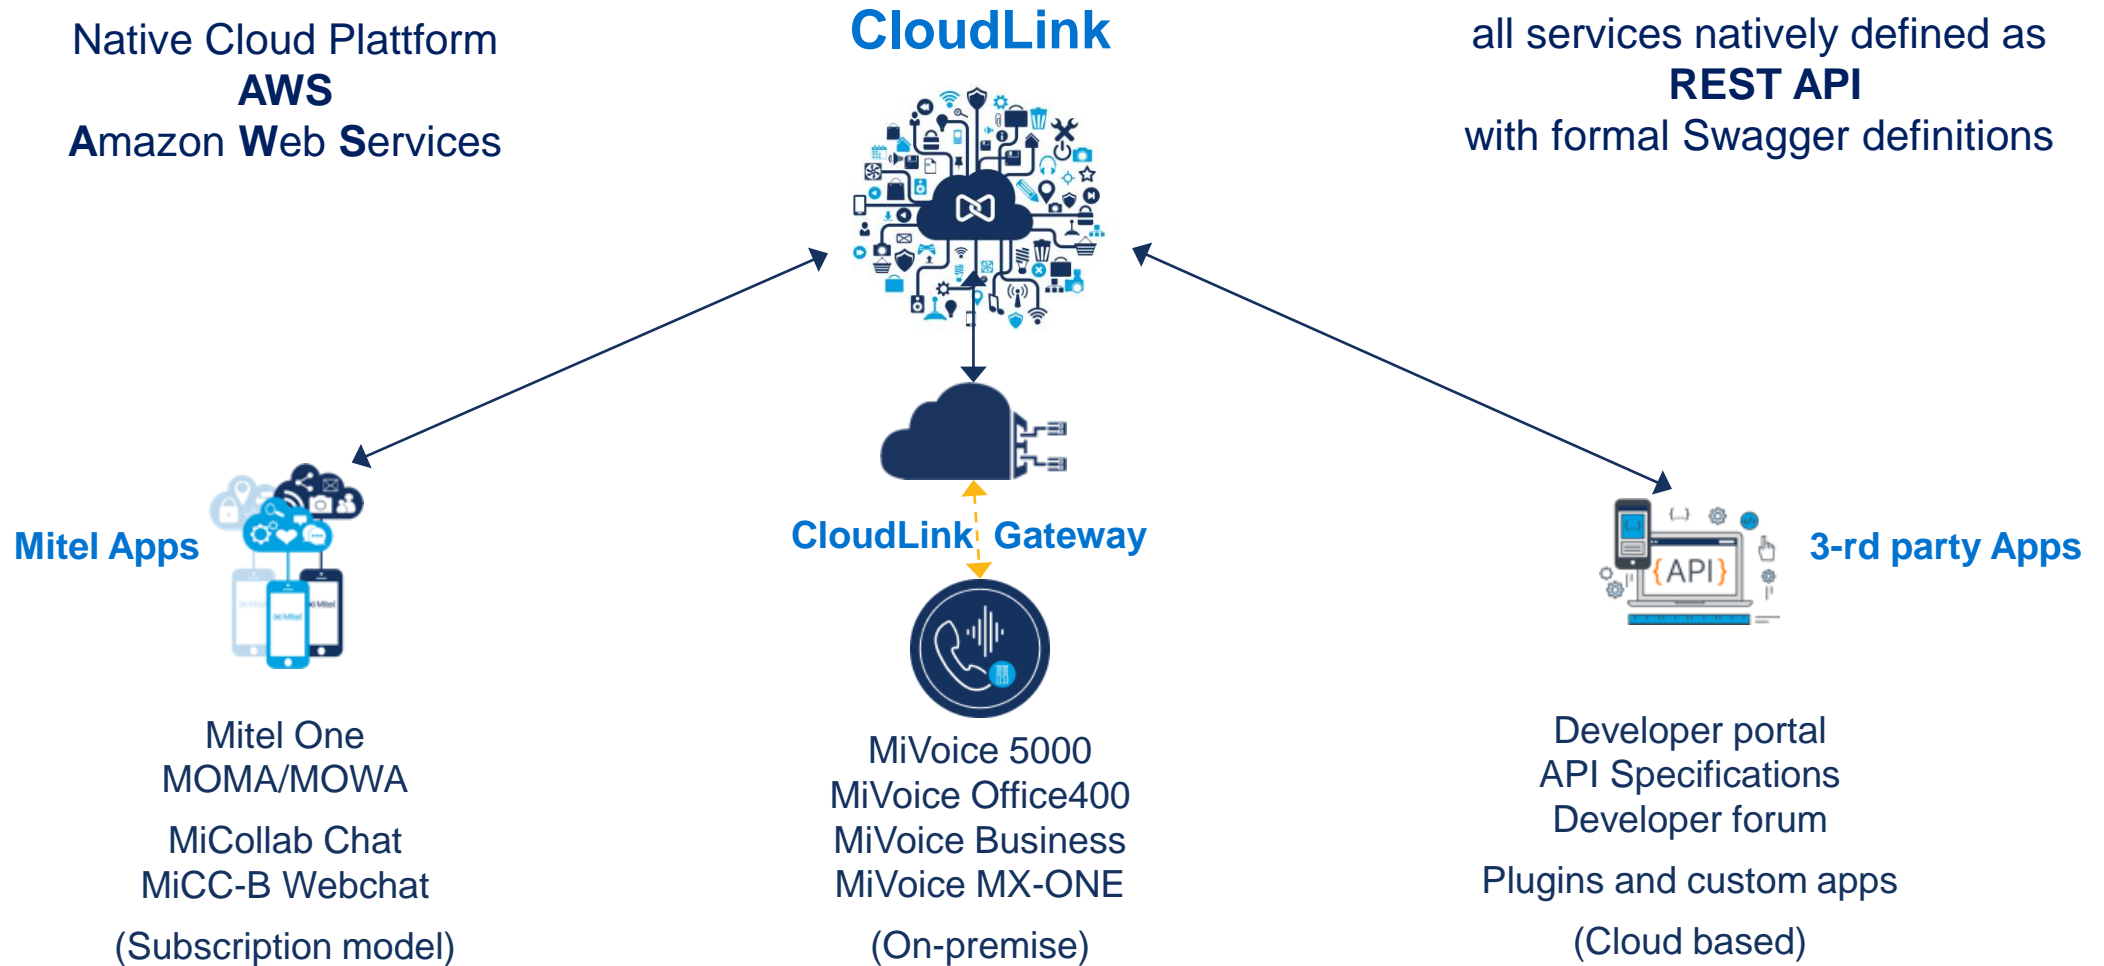 Native Cloud Plattform
AWS
Amazon Web Services
CloudLink
all services natively defined as
REST API
with formal Swagger definitions
Mitel Apps
Mitel
Mitel
CloudLink Gateway
{...}
{...}
{API}
3-rd party Apps
Mitel One
MOMA/MOWA
MiCollab Chat
MiCC-B Webchat
(Subscription model)
MiVoice 5000
MiVoice Office400
MiVoice Business
MiVoice MX-ONE
(On-premise)
Developer portal
API Specifications
Developer forum
Plugins and custom apps
(Cloud based)